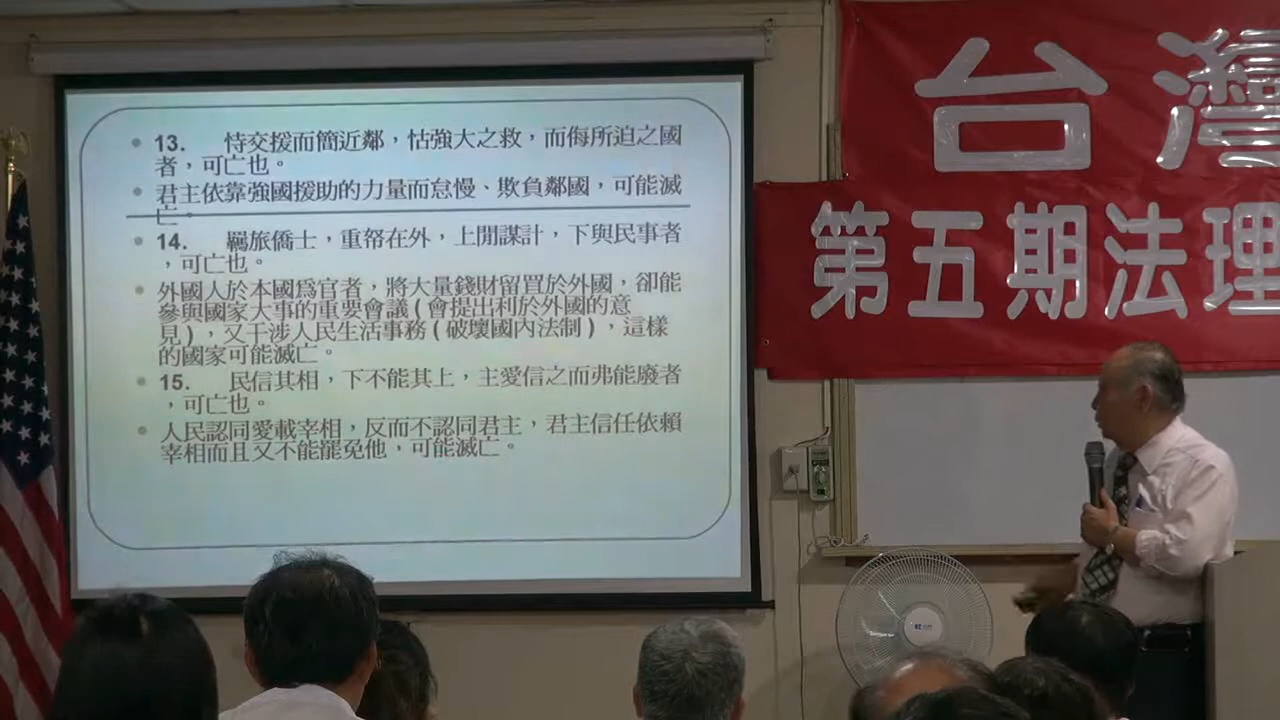 13. 恃交援而簡近鄰，怙強大之救，而侮所迫之國
者，可亡也。
君主依靠強國援助的力量而怠慢、欺負鄰國，可能滅
亡。
14. 羈旅僑士，重帑在外，上閒謀計，下與民事者
，可亡也。
外國人於本國爲官者，將大量錢財留置於外國，卻能
參與國家大事的重要會議(會提出利於外國的意
見)，又干涉人民生活事務(破壞國內法制)，這樣
的國家可能滅亡。
15. 民信其相，下不能其上，主愛信之而弗能廢者
，可亡也。
人民認同愛載宰相，反而不認同君主，君主信任依賴
宰相而且又不能罷免他，可能滅亡。
台灣
第五期法理